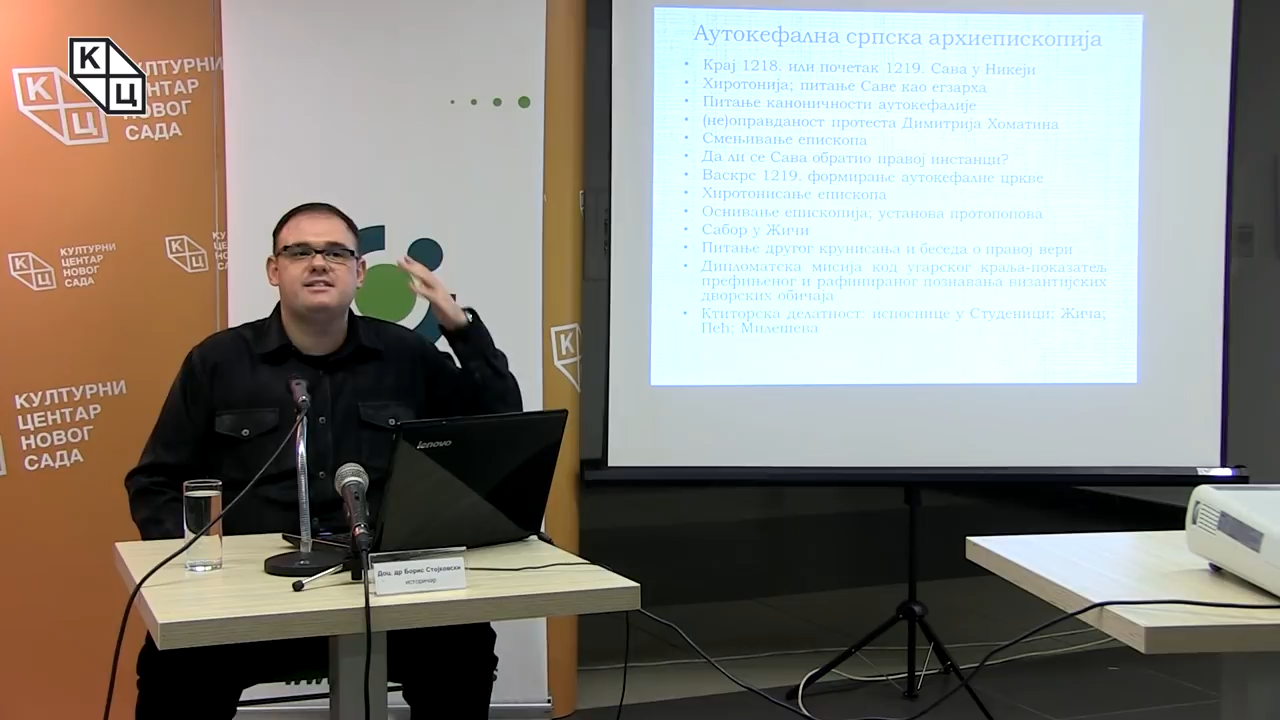 К
Ц
КУЛТУРНИ
ЦЕНТАР
НОВОГ
САДА
К
Ц
КУЛТУРНИ
ЦЕНТАР
НОВОГ
САДА
К
Ц
КУЛТУРНИ
ЦЕНТАР
НОВОГ
САДА
К
Аутокефална српска архиепископија
• Крај 1218. или почетак 1219. Сава у Никеји
• Хиротонија; питање Саве као егзарха
• Питање каноничности аутокефалије
• (не)оправданост протеста Димитрија Хоматина
• Смењивање епископа
• Да ли се Сава обратио правој инстанци?
• Васкрс 1219. формирање аутокефалне цркве
• Хиротонисање епископа
• Оснивање епископија; установа протопопова
• Сабор у Жичи
• Питање другог крунисања и беседа о правој вери
• Дипломатска мисија код угарског краља-показатељ
префињеног и рафинираног познавања византијских
дворских обичаја
• Ктиторска делатност: испоснице у Студеници; Жича;
Пећ; Милешева
lenovo
Доц. др Борис Стојковски
историчар